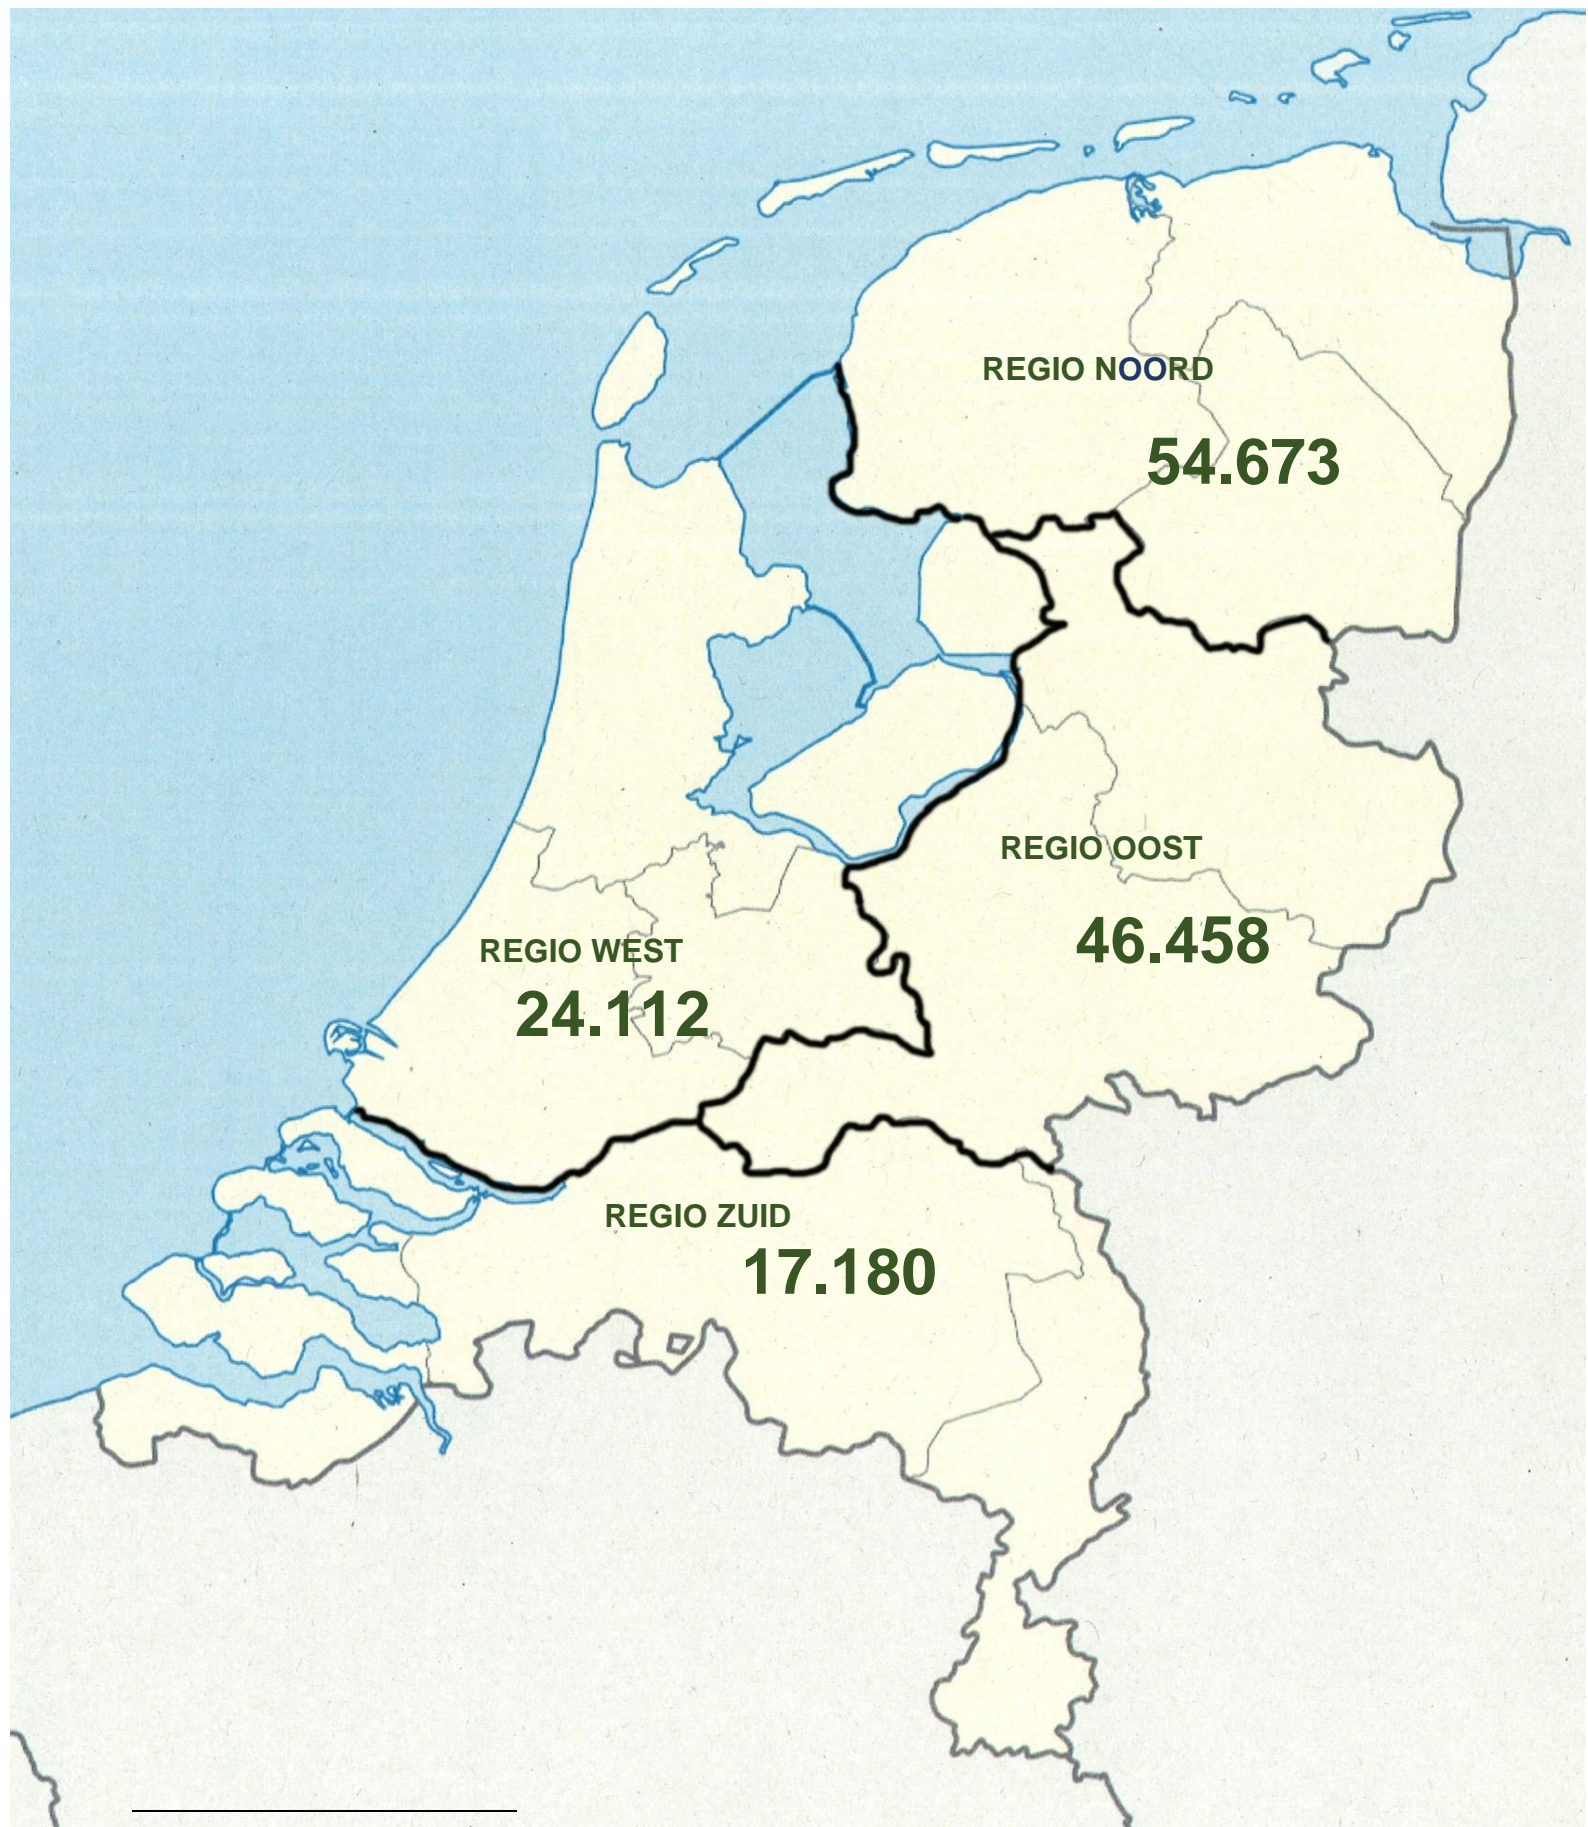 REGIO NOORD
54.673
REGIO OOST
46.458
REGIO WEST
24.112
REGIO ZUID
17.180